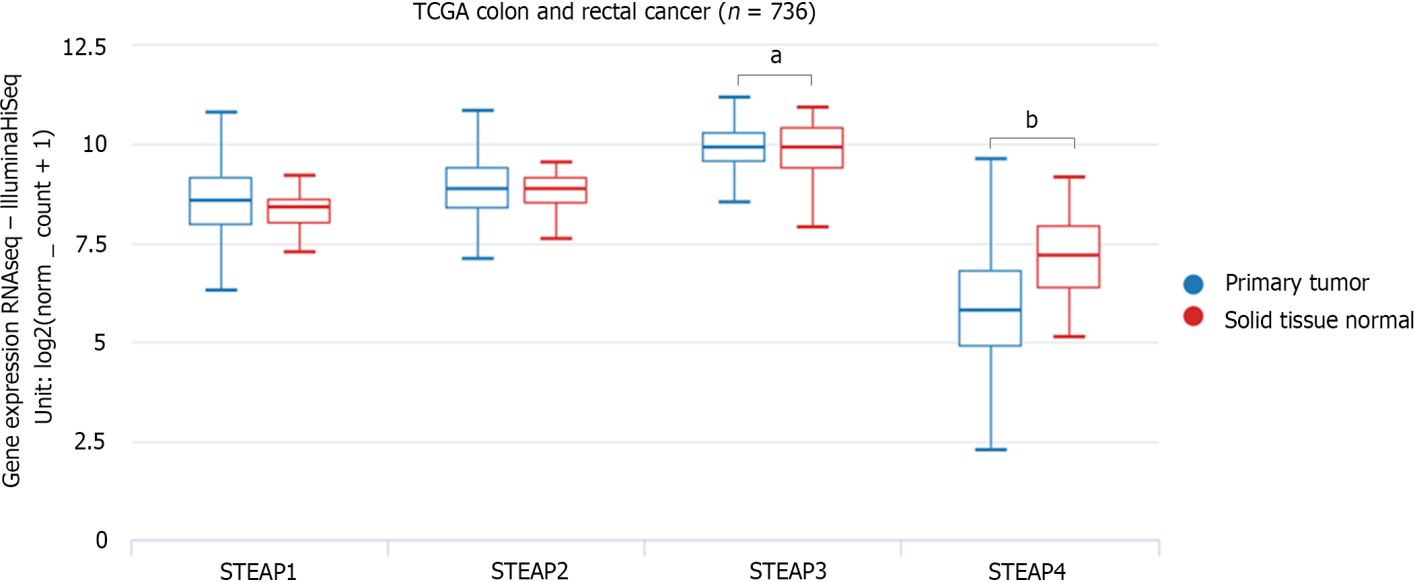 TCGA colon and rectal cancer (n = 736)
Gene expression RNAseq – IlluminaHiSeq
Unit: log2(norm _ count + 1)
12.5
10
7.5
5
2.5
0
a
b
STEAP1
STEAP2
STEAP3
STEAP4
Primary tumor
Solid tissue normal